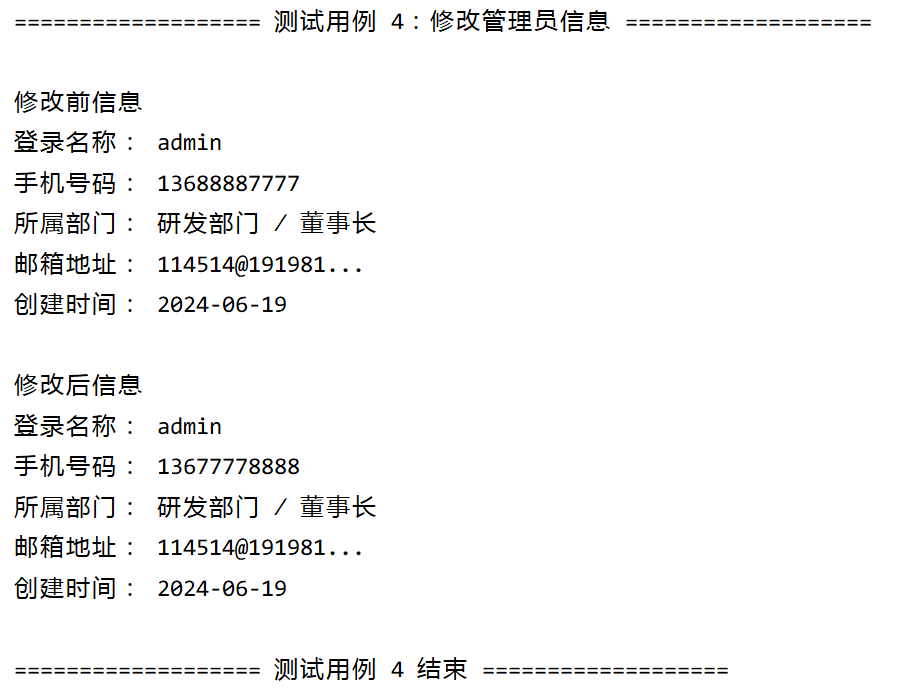 =================== 测试用例 4：修改管理员信息 ===================
修改前信息
登录名称： admin
手机号码： 13688887777
所属部门： 研发部门 / 董事长
邮箱地址： 114514@191981...
创建时间： 2024-06-19
修改后信息
登录名称： admin
手机号码： 13677778888
所属部门： 研发部门 / 董事长
邮箱地址： 114514@191981...
创建时间： 2024-06-19
=================== 测试用例 4 结束 ===================